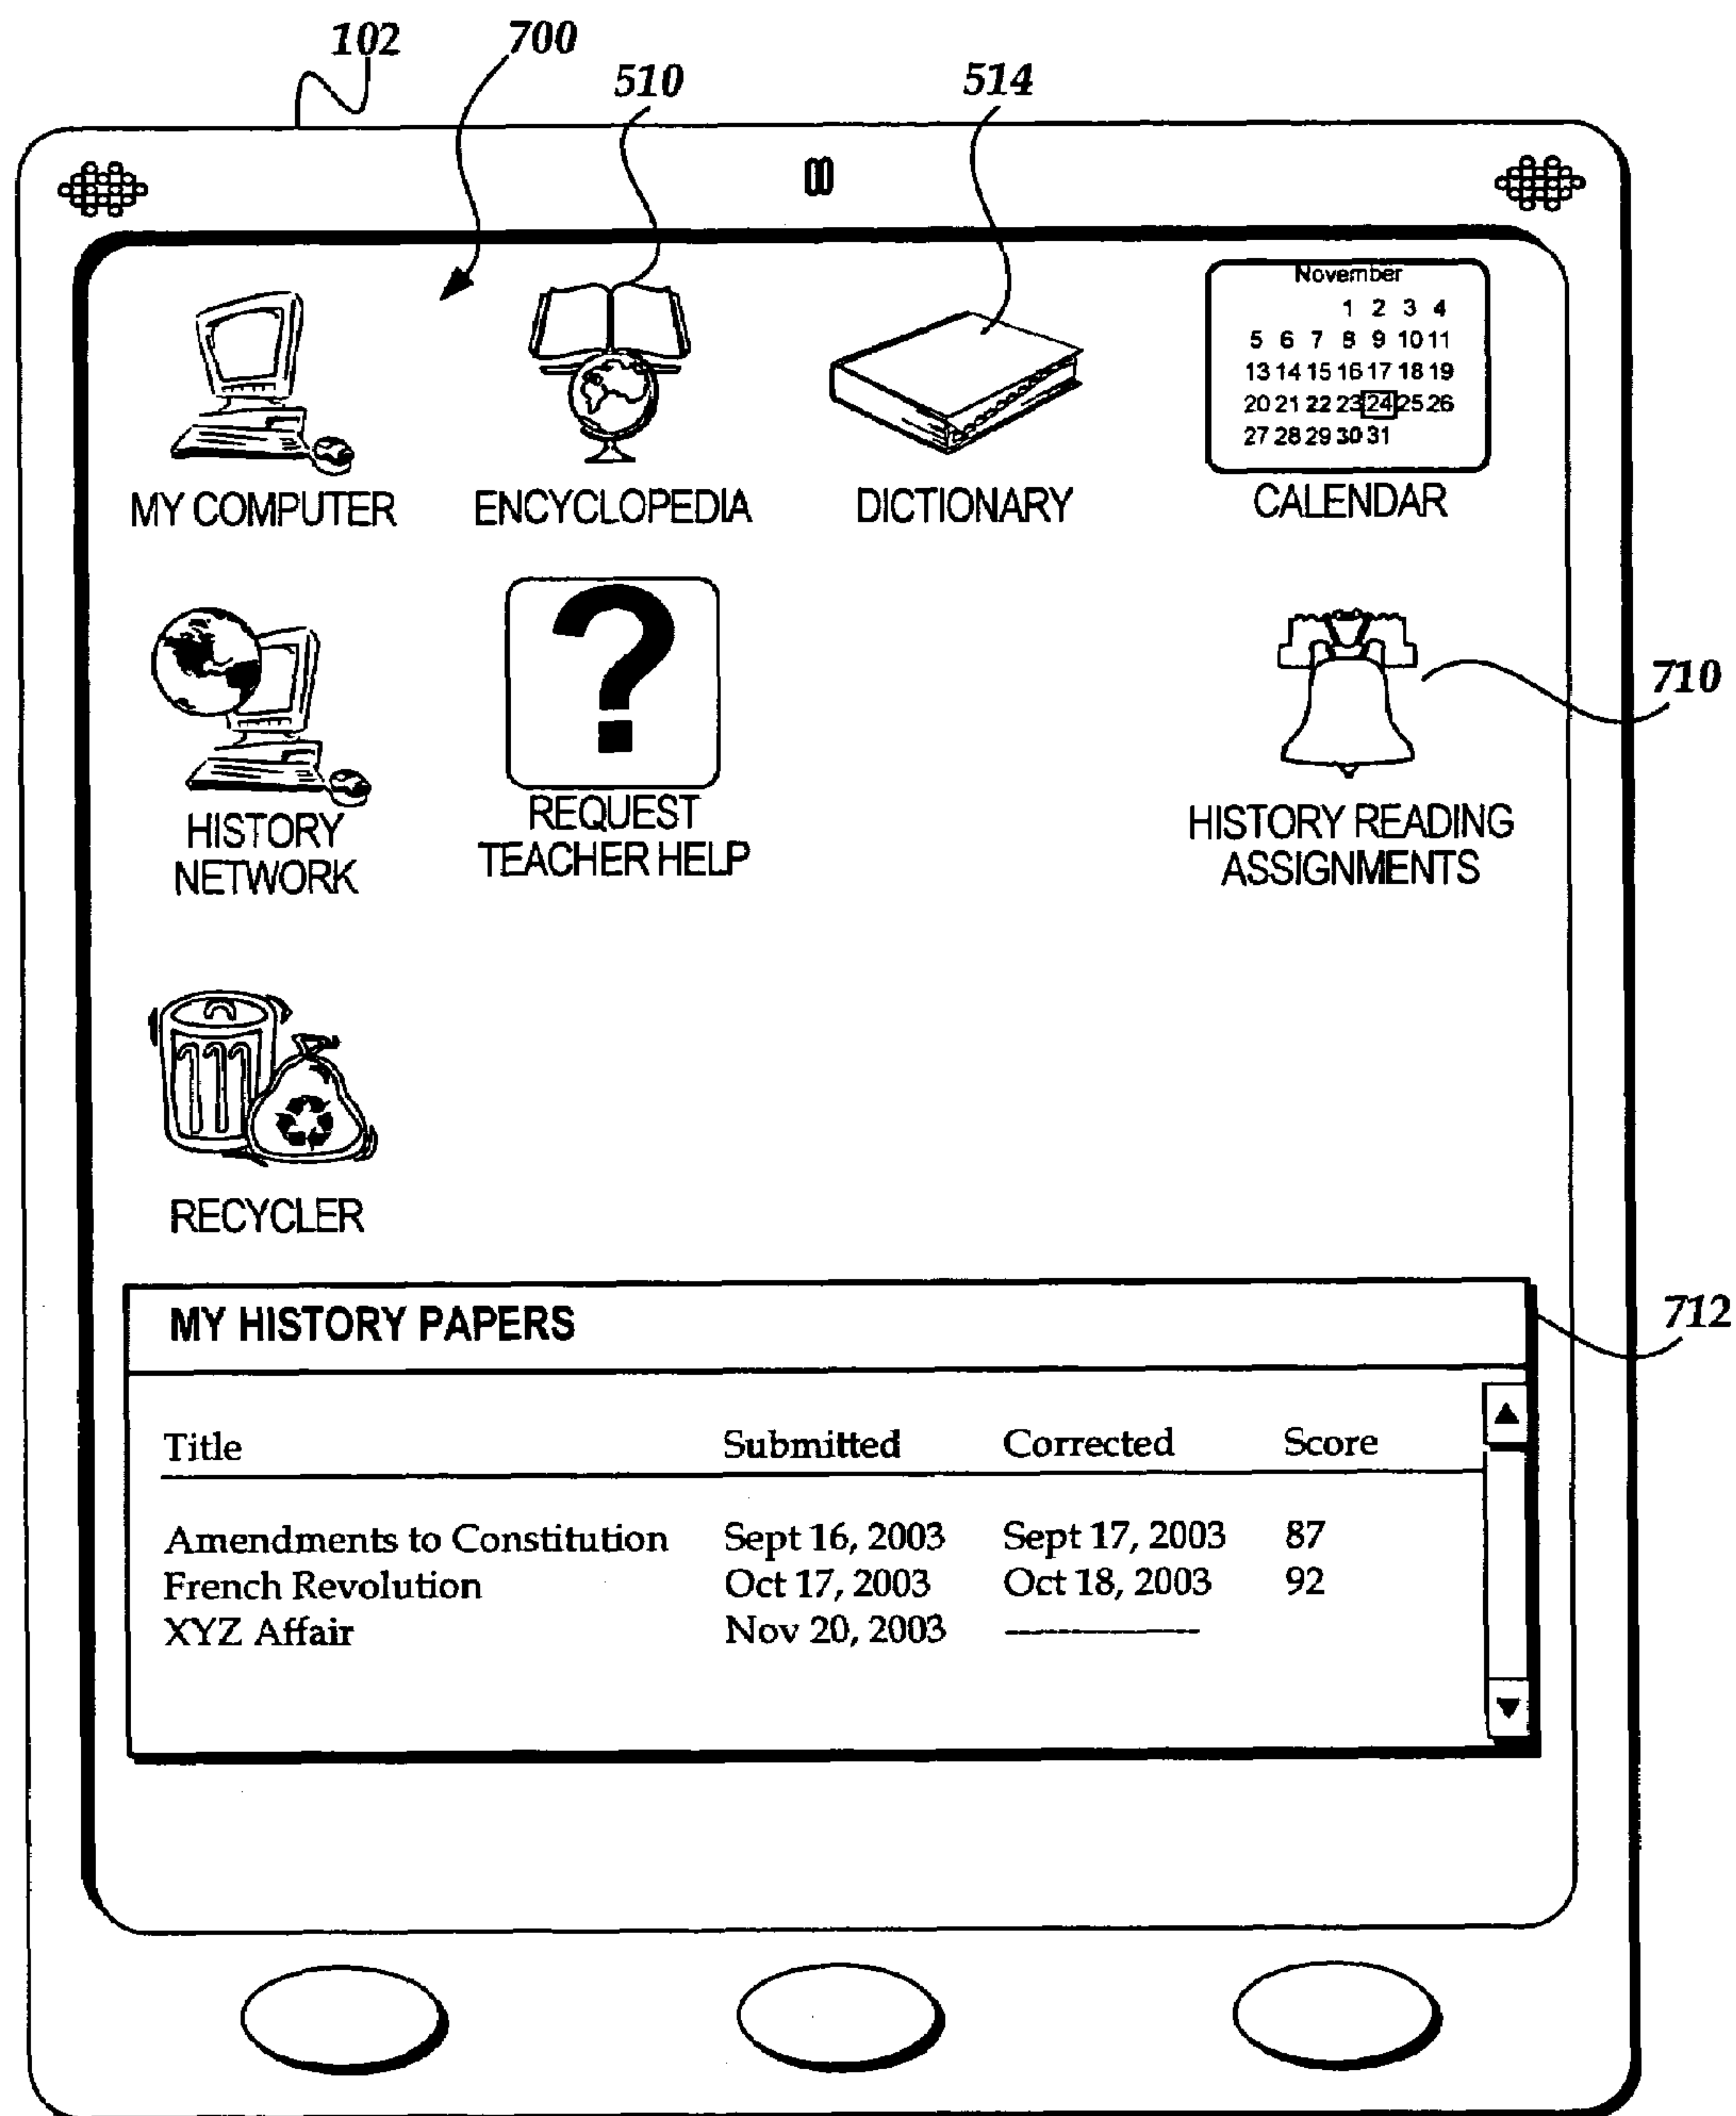 102 700
510 514
November
1 2 3 4
5 6 7 8 9 10 11
13 14 15 16 17 18 19
20 21 22 23 24 25 26
27 28 29 30 31
MY COMPUTER ENCYCLOPEDIA DICTIONARY CALENDAR
?
710
HISTORY NETWORK
REQUEST
TEACHER HELP
HISTORY READING
ASSIGNMENTS
RECYCLER
MY HISTORY PAPERS
712
Title Submitted Corrected Score
Amendments to Constitution Sept 16, 2003 Sept 17, 2003 87
French Revolution Oct 17, 2003 Oct 18, 2003 92
XYZ Affair Nov 20, 2003